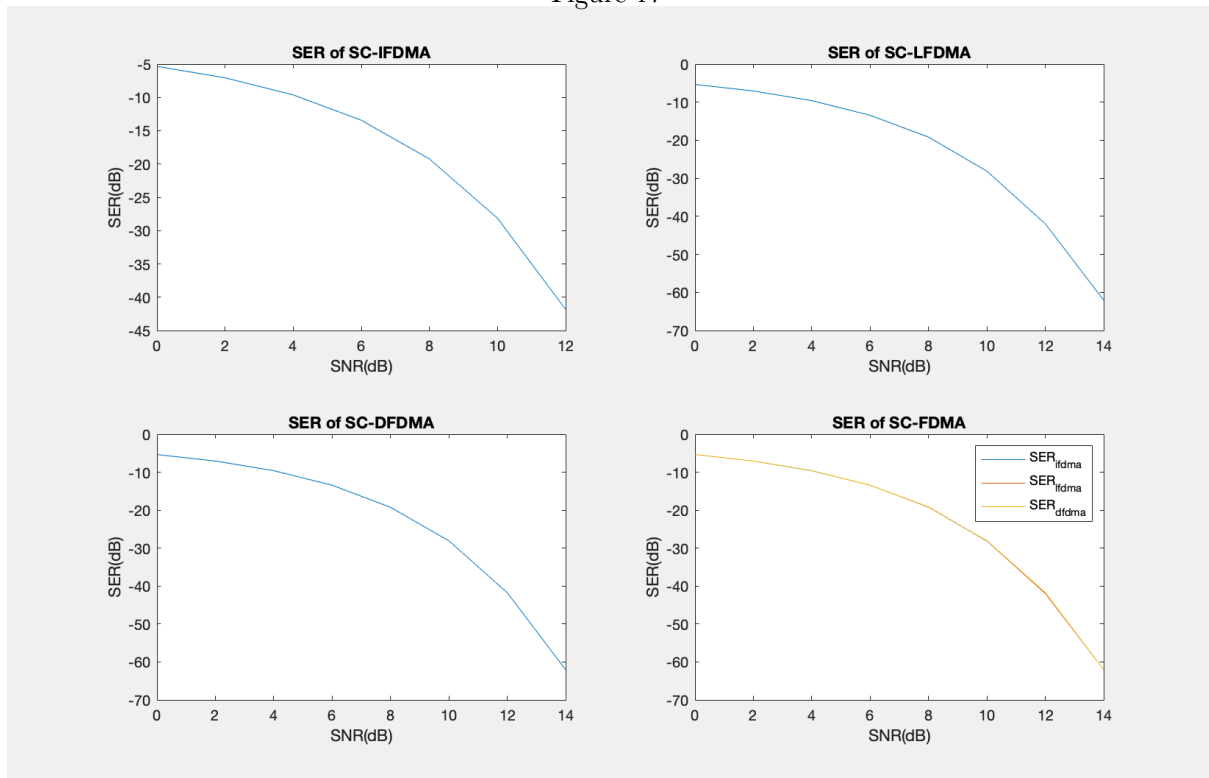 Figure 17
SER of SC-IFDMA
-5
-10
-15
-20
-25
-30
-35
-40
-45
SER(dB)
0 2 4 6 8 10 12
SNR(dB)
SER of SC-LFDMA
0
-10
-20
-30
-40
-50
-60
-70
SER(dB)
0 2 4 6 8 10 12 14
SNR(dB)
SER of SC-DFDMA
0
-10
-20
-30
-40
-50
-60
-70
SER(dB)
0 2 4 6 8 10 12 14
SNR(dB)
SER of SC-FDMA
SER_ifdma
SER_lfdma
SER_dfdma
0
-10
-20
-30
-40
-50
-60
-70
SER(dB)
0 2 4 6 8 10 12 14
SNR(dB)